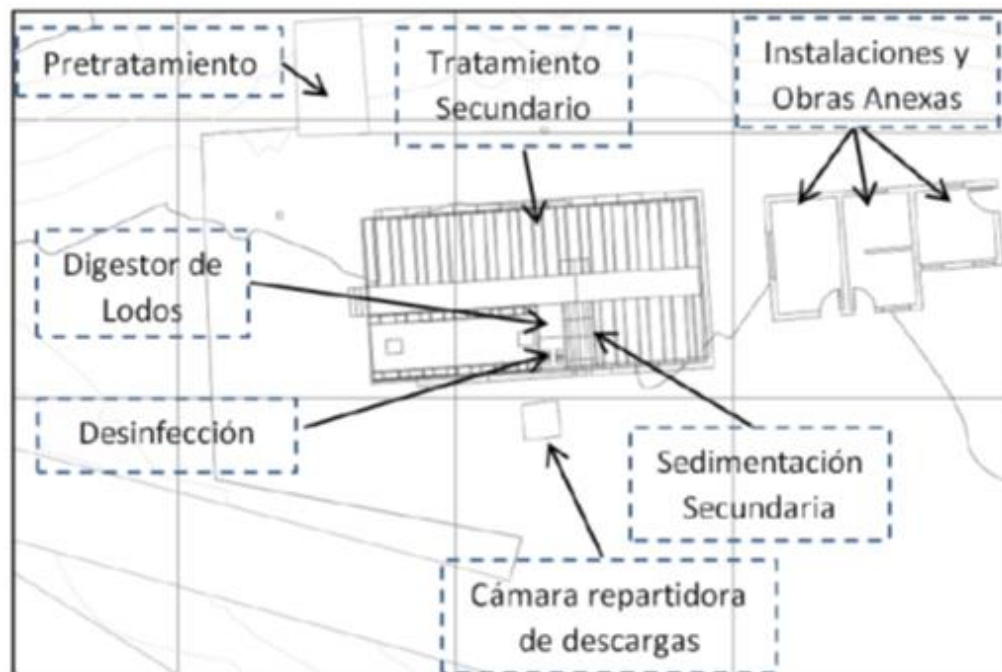 Pretratamiento
Tratamiento
Secundario
Instalaciones y
Obras Anexas
Digestor de
Lodos
Desinfección
Sedimentación
Secundaria
Cámara repartidora
de descargas